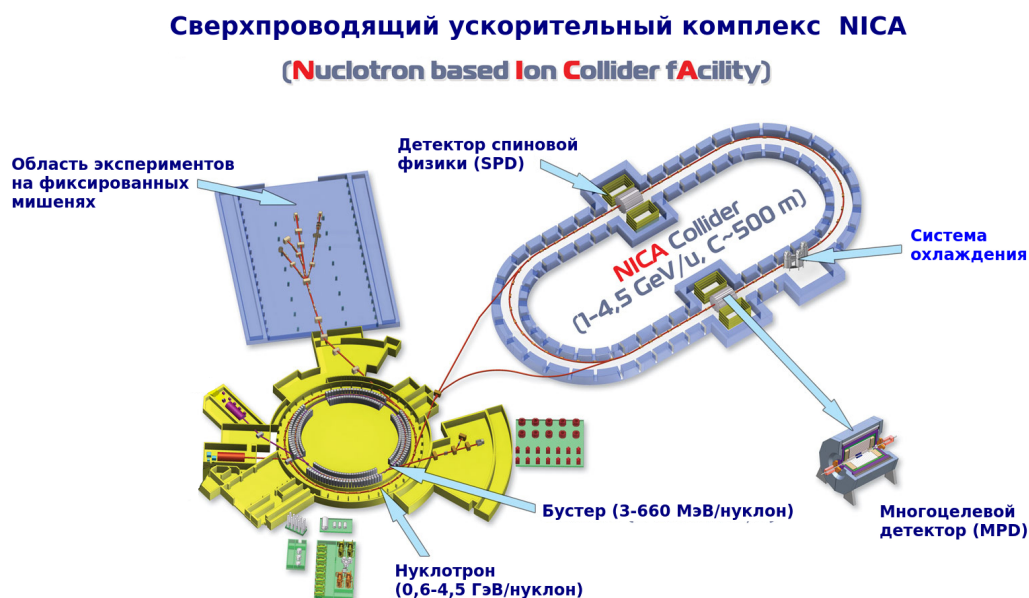 Сверхпроводящий ускорительный комплекс NICA
(Nuclotron based Ion Collider fAcility)
Детектор спиновой
физики (SPD)
Область экспериментов
на фиксированных
мишенях
NICA Collider
(1-4,5 GeV/u, C~500 m)
Система
охлаждения
Бустер (3-660 МэВ/нуклон)
Многоцелевой
детектор (MPD)
Нуклотрон
(0,6-4,5 ГэВ/нуклон)